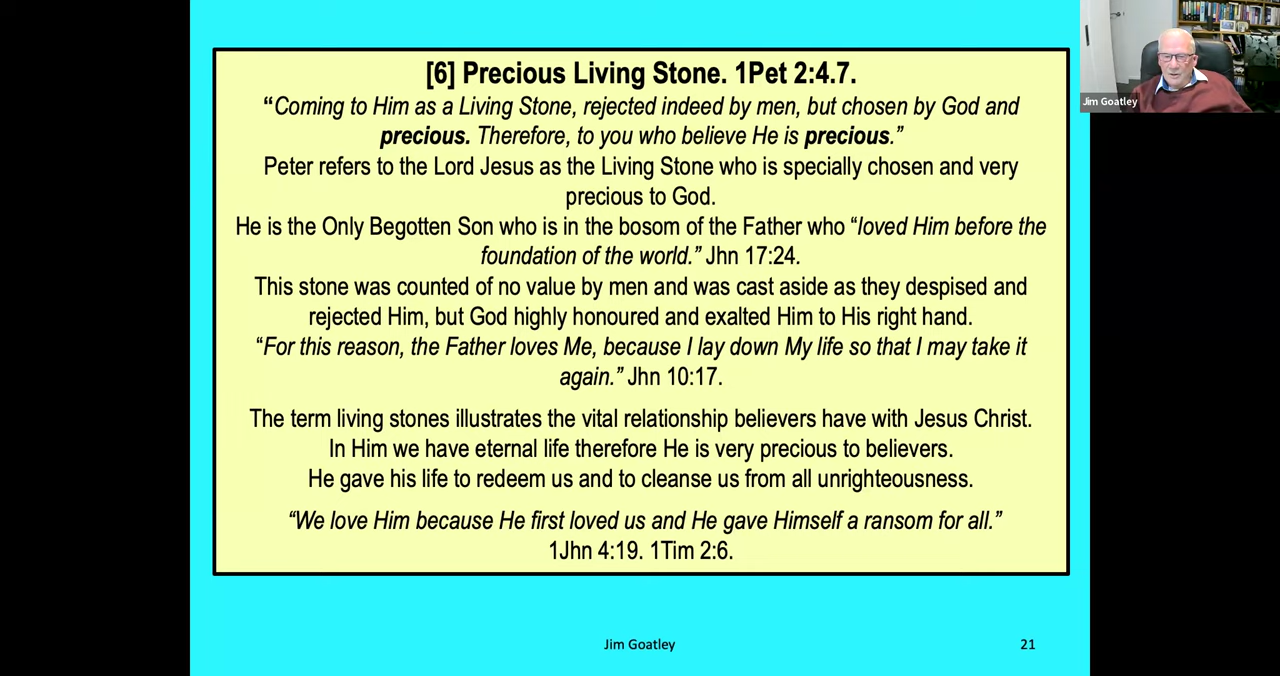 [6] Precious Living Stone. 1Pet 2:4.7.
“Coming to Him as a Living Stone, rejected indeed by men, but chosen by God and
precious. Therefore, to you who believe He is precious.”
Peter refers to the Lord Jesus as the Living Stone who is specially chosen and very
precious to God.
He is the Only Begotten Son who is in the bosom of the Father who “loved Him before the
foundation of the world.” Jhn 17:24.
This stone was counted of no value by men and was cast aside as they despised and
rejected Him, but God highly honoured and exalted Him to His right hand.
“For this reason, the Father loves Me, because I lay down My life so that I may take it
again.” Jhn 10:17.
The term living stones illustrates the vital relationship believers have with Jesus Christ.
In Him we have eternal life therefore He is very precious to believers.
He gave his life to redeem us and to cleanse us from all unrighteousness.
“We love Him because He first loved us and He gave Himself a ransom for all.”
1Jhn 4:19. 1Tim 2:6.
Jim Goatley
21
Jim Goatley